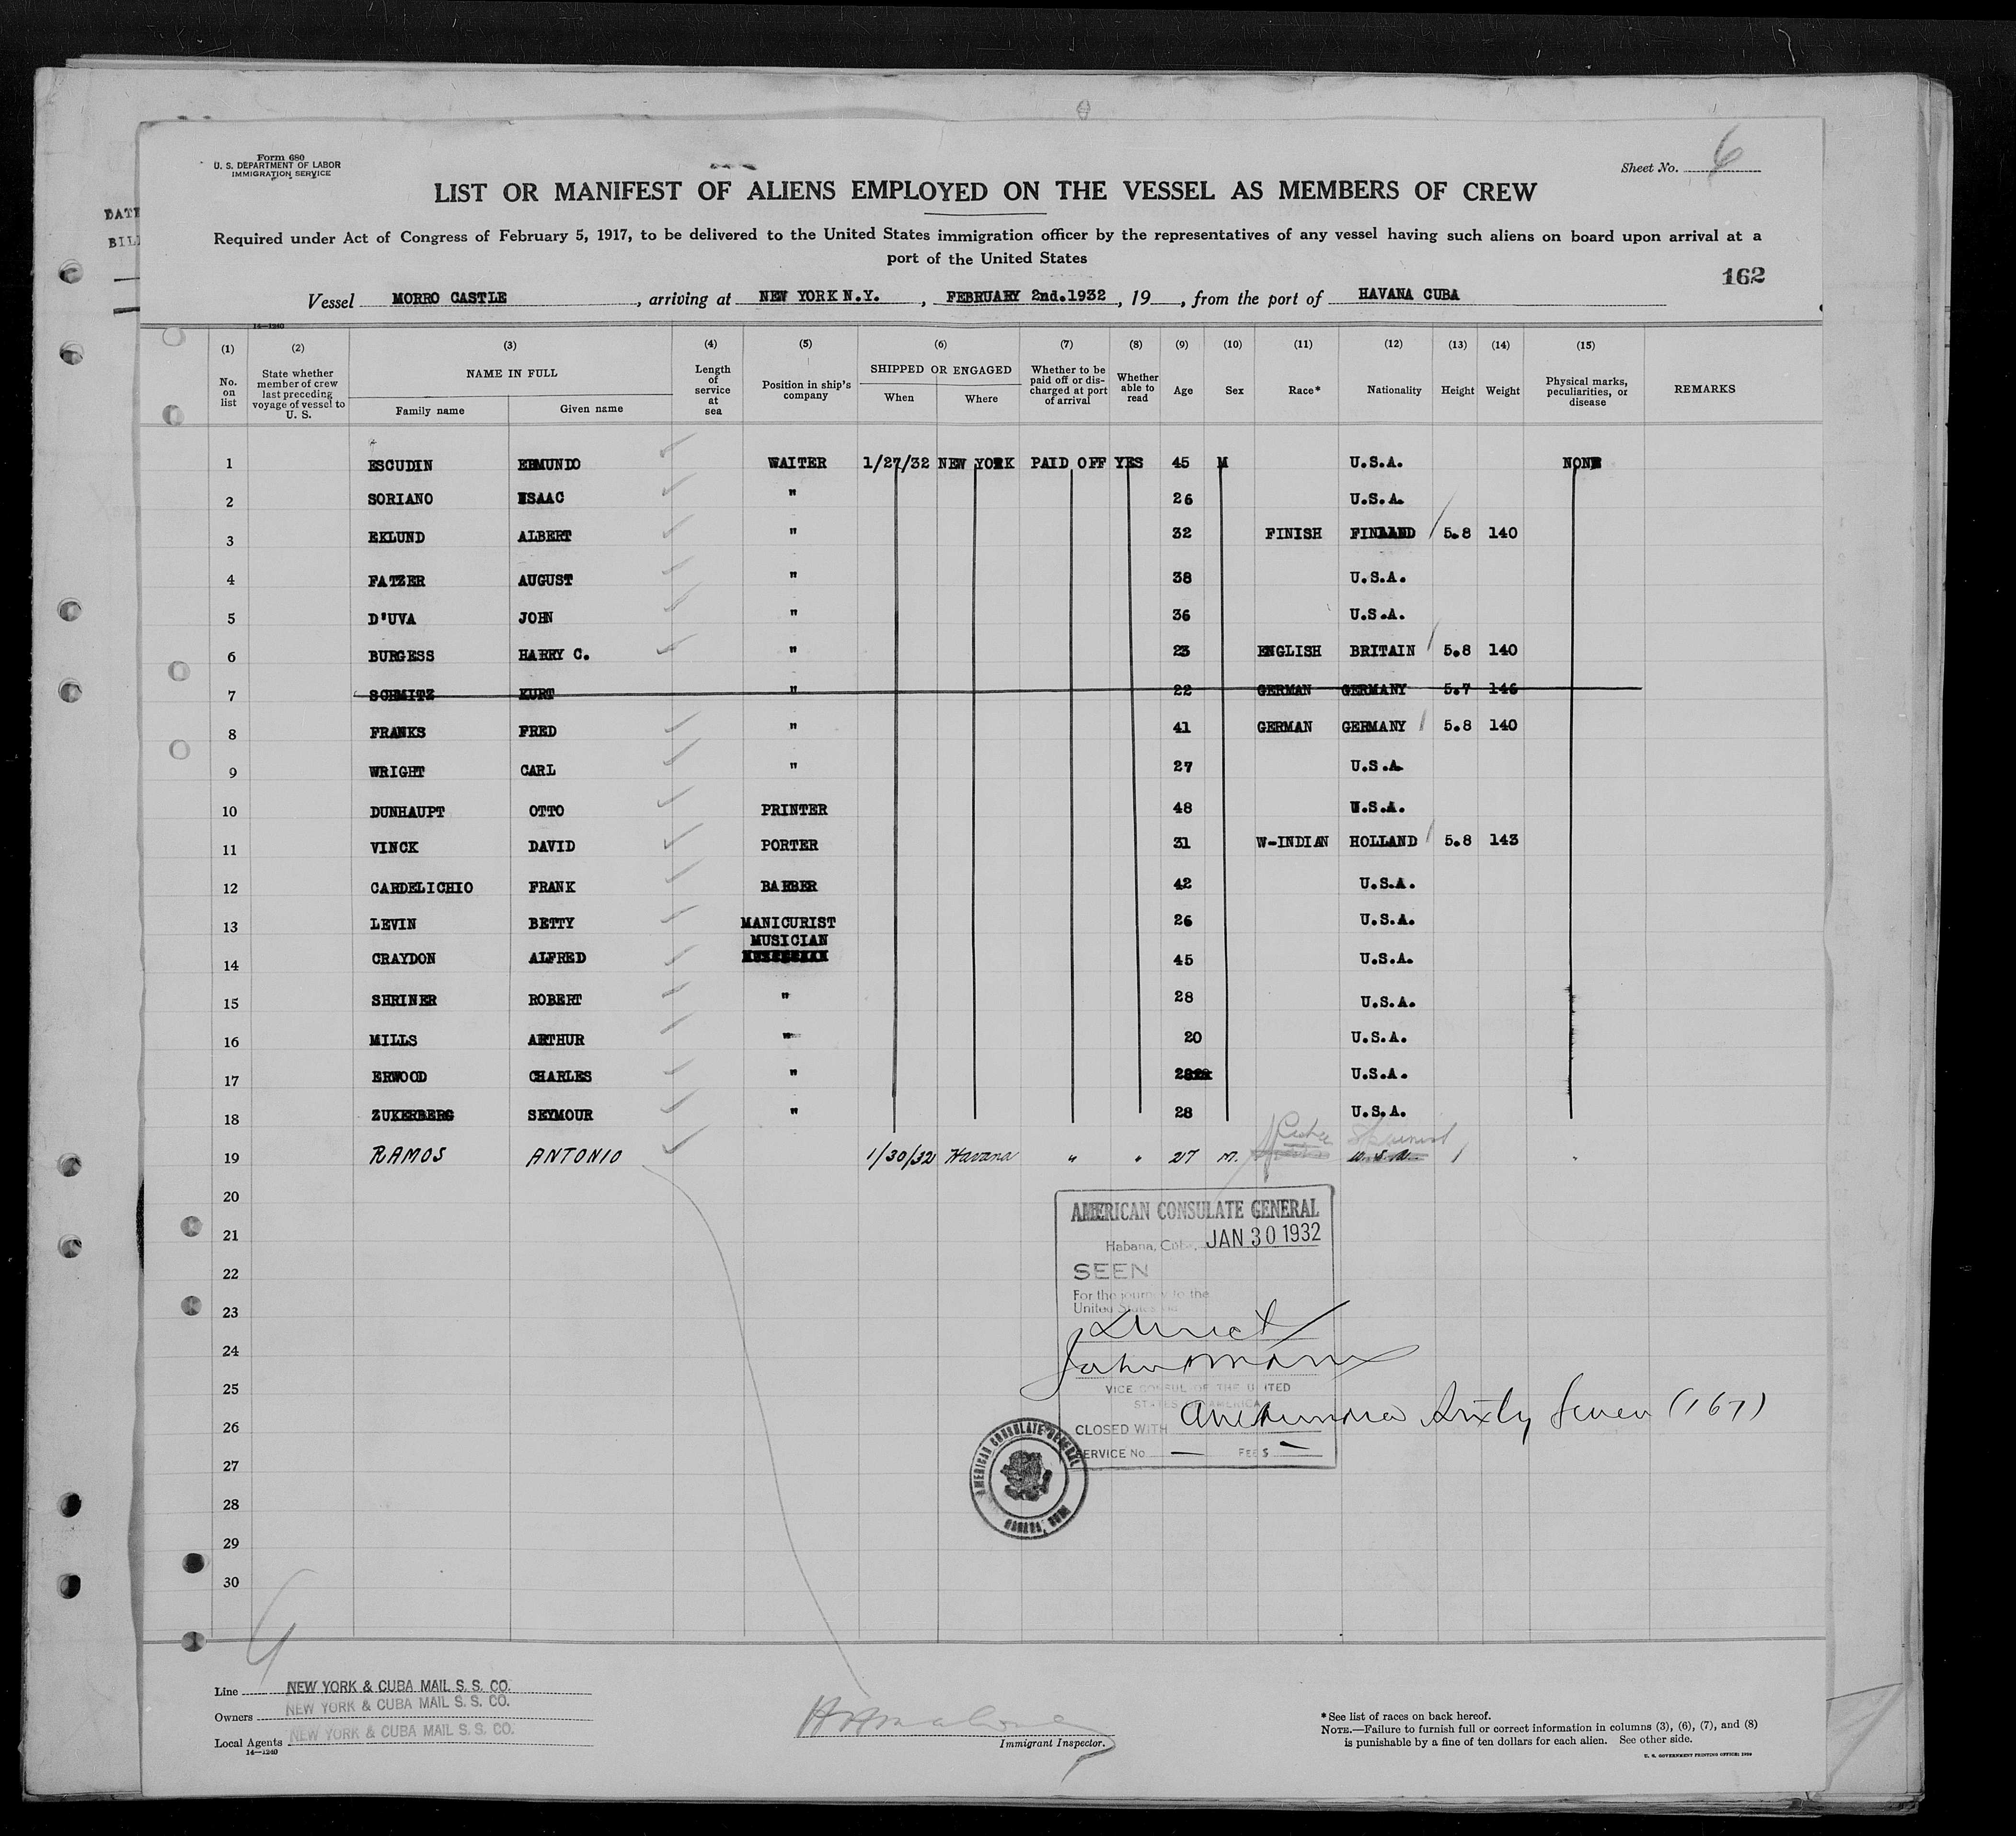 Form 680
U. S. DEPARTMENT OF LABOR
IMMIGRATION SERVICE
Sheet No. 6
LIST OR MANIFEST OF ALIENS EMPLOYED ON THE VESSEL AS MEMBERS OF CREW
DATE
BILL
Required under Act of Congress of February 5, 1917, to be delivered to the United States immigration officer by the representatives of any vessel having such aliens on board upon arrival at a
port of the United States
162
Vessel MORRO CASTLE, arriving at NEW YORK N.Y., FEBRUARY 2nd.1932, 19, from the port of HAVANA CUBA
14—1240
(1) (2) (3) (4) (5) (6) (7) (8) (9) (10) (11) (12) (13) (14) (15)
No. on list
State whether member of crew last preceding voyage of vessel to U. S.
NAME IN FULL
Family name
Given name
Length of service at sea
Position in ship's company
SHIPPED OR ENGAGED
When
Where
Whether to be paid off or discharged at port of arrival
Whether able to read
Age
Sex
Race*
Nationality
Height
Weight
Physical marks, peculiarities, or disease
REMARKS
1 ESCUDIN EDMUNDO WAITER 1/27/32 NEW YORK PAID OFF YES 45 M U.S.A. NONE
2 SORIANO ISAAC " 26 U.S.A.
3 EKLUND ALBERT " 32 FINISH FINLAND 5.8 140
4 FATZER AUGUST " 38 U.S.A.
5 D'UVA JOHN " 36 U.S.A.
6 BURGESS HARRY C. " 23 ENGLISH BRITAIN 5.8 140
7 SCHMITZ KURT " 22 GERMAN GERMANY 5.7 146
8 FRANKS FRED " 41 GERMAN GERMANY 5.8 140
9 WRIGHT CARL " 27 U.S.A.
10 DUNHAUPT OTTO PRINTER 48 U.S.A.
11 VINCK DAVID PORTER 31 W-INDIAN HOLLAND 5.8 143
12 CARDELICHIO FRANK BARBER 42 U.S.A.
13 LEVIN BETTY MANICURIST 26 U.S.A.
MUSICIAN
14 CRAYDON ALFRED 45 U.S.A.
15 SHRINER ROBERT " 28 U.S.A.
16 MILLS ARTHUR " 20 U.S.A.
17 ERWOOD CHARLES " 28 U.S.A.
18 ZUKERBERG SEYMOUR " 28 U.S.A.
19 RAMOS ANTONIO 1/30/32 Havana " " 27 M. U.S.A.
20
21
22
23
24
25
26
27
28
29
30
AMERICAN CONSULATE GENERAL
Habana, Cuba, JAN 30 1932
SEEN
For the journey to the
United States via
Direct
VICE CONSUL OF THE UNITED
STATES OF AMERICA
CLOSED WITH One hundred Sixty Seven (167)
SERVICE No — FEE $ —
AMERICAN CONSULATE GENERAL
HABANA, CUBA
Line NEW YORK & CUBA MAIL S. S. CO.
Owners NEW YORK & CUBA MAIL S. S. CO.
Local Agents NEW YORK & CUBA MAIL S. S. CO.
14—1240
Immigrant Inspector.
* See list of races on back hereof.
NOTE.—Failure to furnish full or correct information in columns (3), (6), (7), and (8)
is punishable by a fine of ten dollars for each alien. See other side.